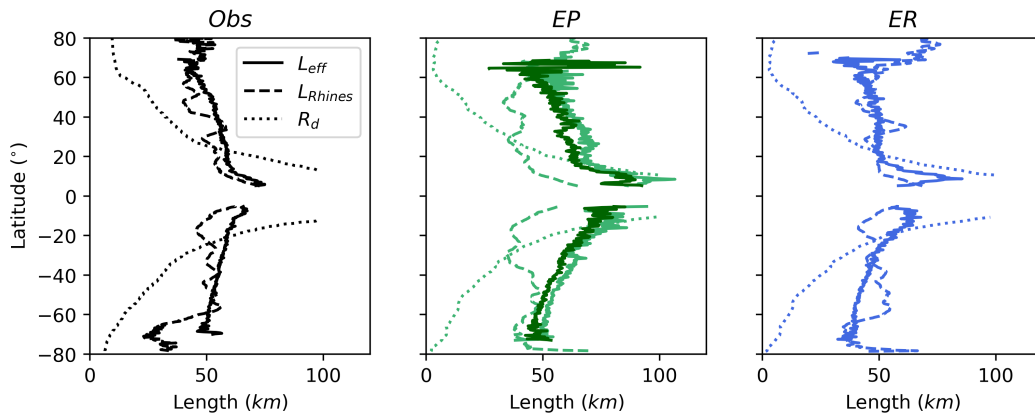 Obs
EP
ER
80
60
40
20
0
−20
−40
−60
−80
Latitude (°)
L_eff
L_Rhines
R_d
0
50
100
0
50
100
0
50
100
Length (km)
Length (km)
Length (km)